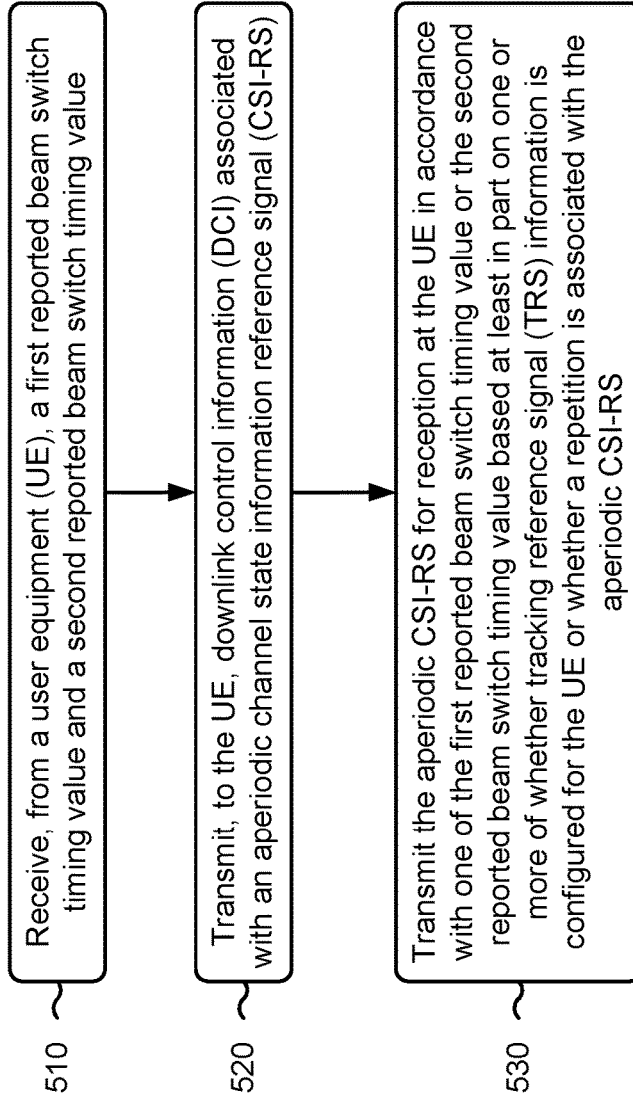 510
Receive, from a user equipment (UE), a first reported beam switch
timing value and a second reported beam switch timing value
520
Transmit, to the UE, downlink control information (DCI) associated
with an aperiodic channel state information reference signal (CSI-RS)
530
Transmit the aperiodic CSI-RS for reception at the UE in accordance
with one of the first reported beam switch timing value or the second
reported beam switch timing value based at least in part on one or
more of whether tracking reference signal (TRS) information is
configured for the UE or whether a repetition is associated with the
aperiodic CSI-RS